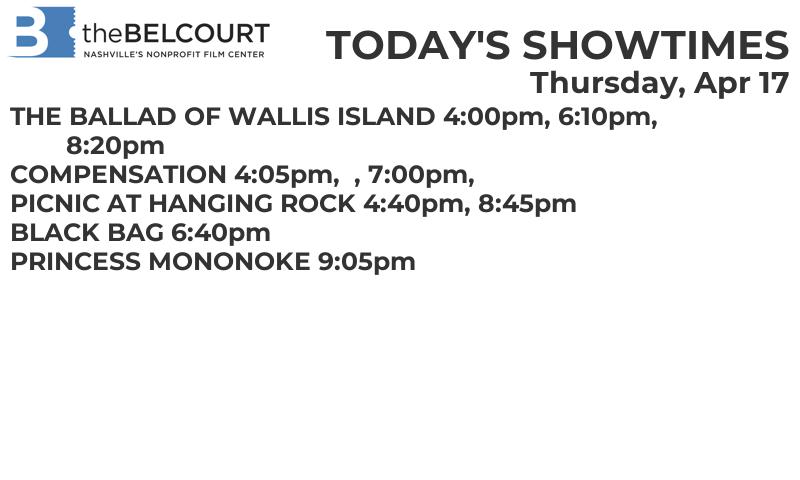 B theBELCOURT
NASHVILLE'S NONPROFIT FILM CENTER
TODAY'S SHOWTIMES
Thursday, Apr 17
THE BALLAD OF WALLIS ISLAND 4:00pm, 6:10pm,
8:20pm
COMPENSATION 4:05pm,  , 7:00pm,
PICNIC AT HANGING ROCK 4:40pm, 8:45pm
BLACK BAG 6:40pm
PRINCESS MONONOKE 9:05pm